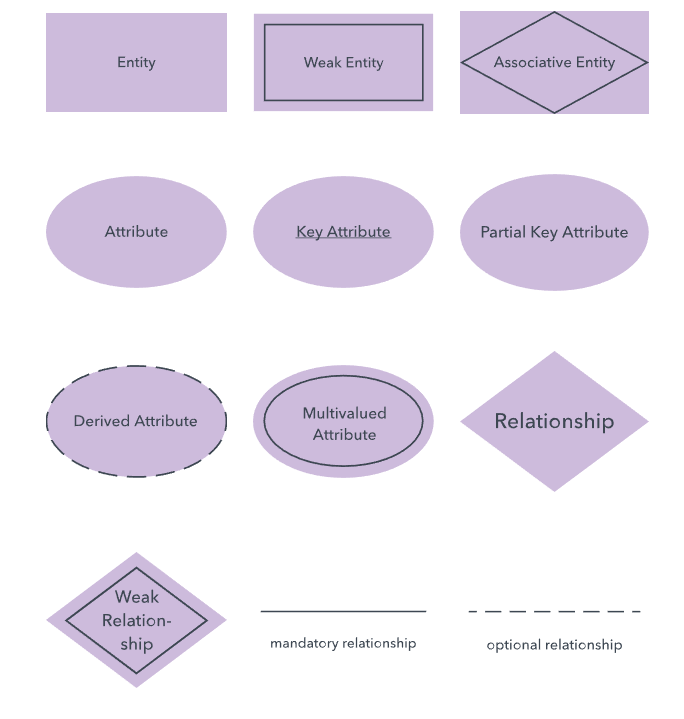 Entity
Weak Entity
Associative Entity
Attribute
Key Attribute
Partial Key Attribute
Derived Attribute
Multivalued
Attribute
Relationship
Weak
Relation-
ship
mandatory relationship
optional relationship